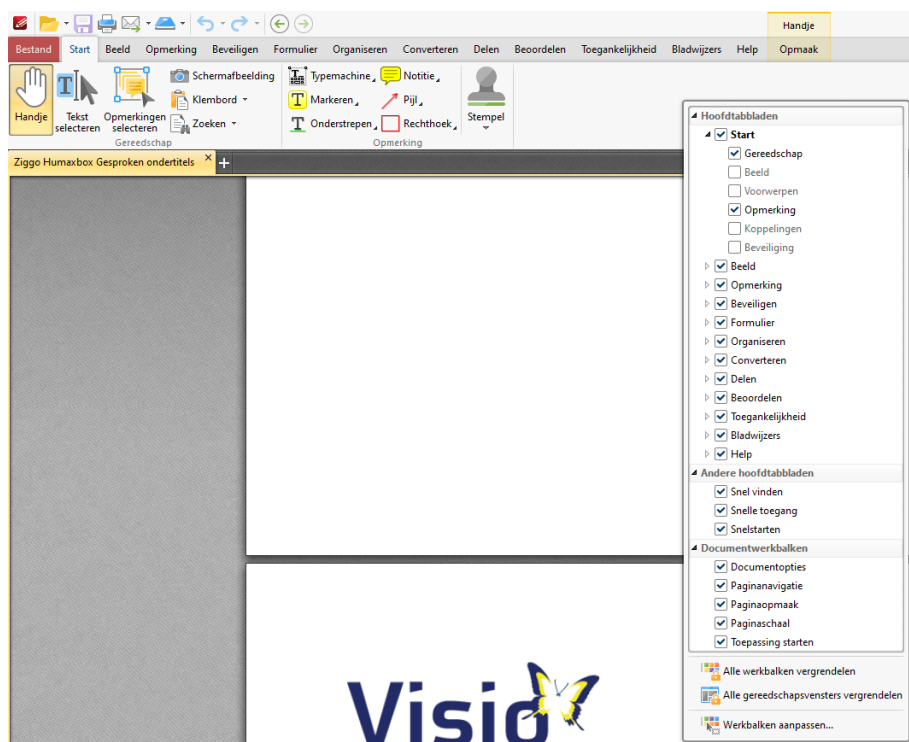 Handje
Bestand Start Beeld Opmerking Beveiligen Formulier Organiseren Converteren Delen Beoordelen Toegankelijkheid Bladwijzers Help Opmaak
Handje
Tekst selecteren
Opmerkingen selecteren
Schermafbeelding
Klembord
Zoeken
Gereedschap
Typemachine
Notitie
Markeren
Pijl
Onderstrepen
Rechthoek
Opmerking
Stempel
Ziggo Humaxbox Gesproken ondertitels
Hoofdtabbladen
Start
Gereedschap
Beeld
Voorwerpen
Opmerking
Koppelingen
Beveiliging
Beeld
Opmerking
Beveiligen
Formulier
Organiseren
Converteren
Delen
Beoordelen
Toegankelijkheid
Bladwijzers
Help
Andere hoofdtabbladen
Snel vinden
Snelle toegang
Snelstarten
Documentwerkbalken
Documentopties
Paginanavigatie
Paginaopmaak
Paginaschaal
Toepassing starten
Alle werkbalken vergrendelen
Alle gereedschapsvensters vergrendelen
Werkbalken aanpassen...
Visio